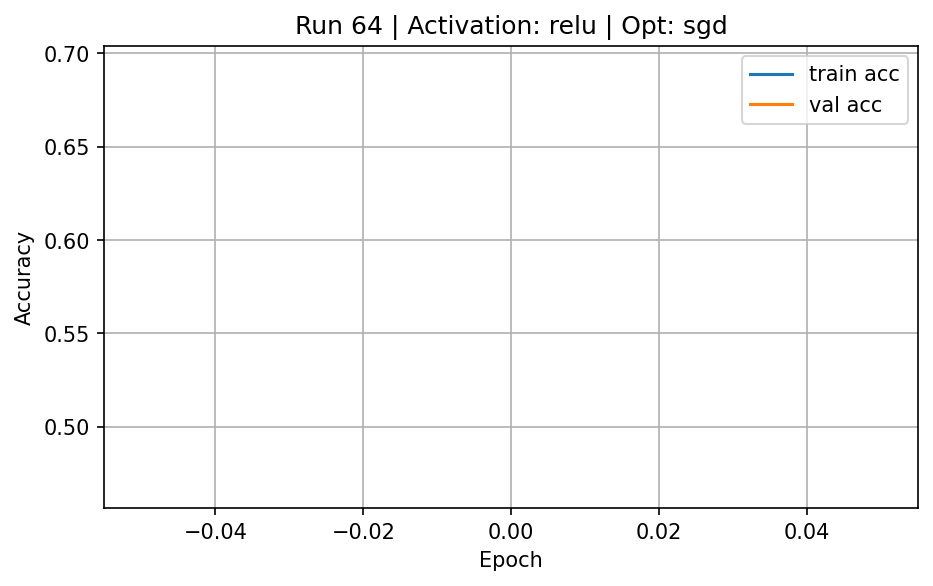 Run 64 | Activation: relu | Opt: sgd
train acc
val acc
0.70
0.65
0.60
0.55
0.50
Accuracy
−0.04 −0.02 0.00 0.02 0.04
Epoch